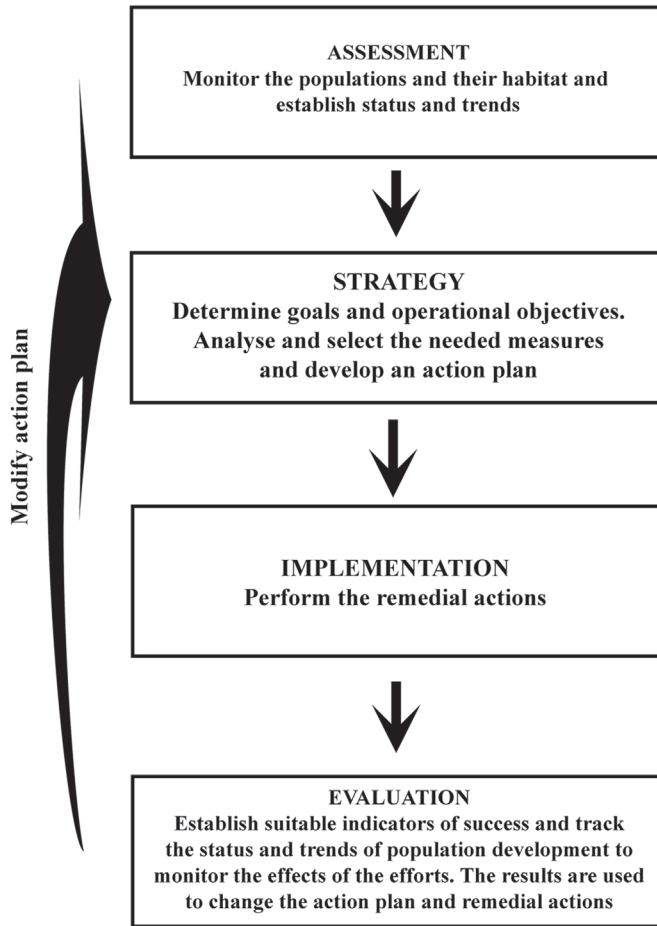 ASSESSMENT
Monitor the populations and their habitat and
establish status and trends
STRATEGY
Determine goals and operational objectives.
Analyse and select the needed measures
and develop an action plan
Modify action plan
IMPLEMENTATION
Perform the remedial actions
EVALUATION
Establish suitable indicators of success and track
the status and trends of population development to
monitor the effects of the efforts. The results are used
to change the action plan and remedial actions